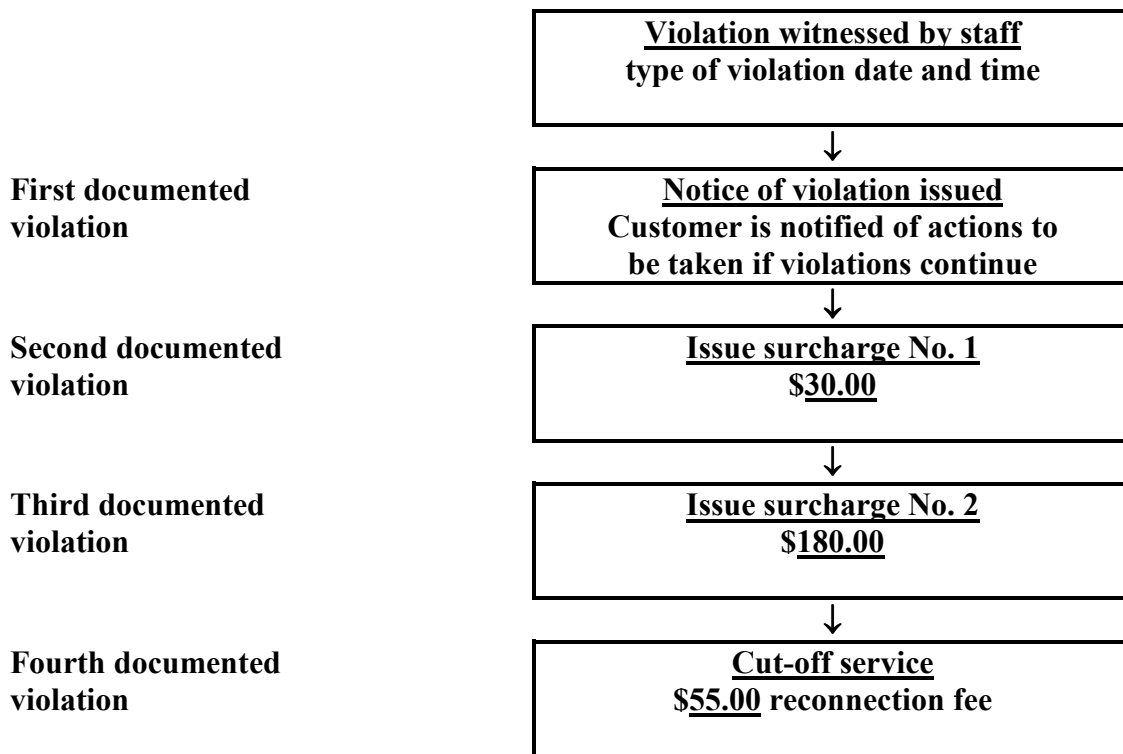 Violation witnessed by staff
type of violation date and time
↓
First documented
violation
Notice of violation issued
Customer is notified of actions to
be taken if violations continue
↓
Second documented
violation
Issue surcharge No. 1
$30.00
↓
Third documented
violation
Issue surcharge No. 2
$180.00
↓
Fourth documented
violation
Cut-off service
$55.00 reconnection fee